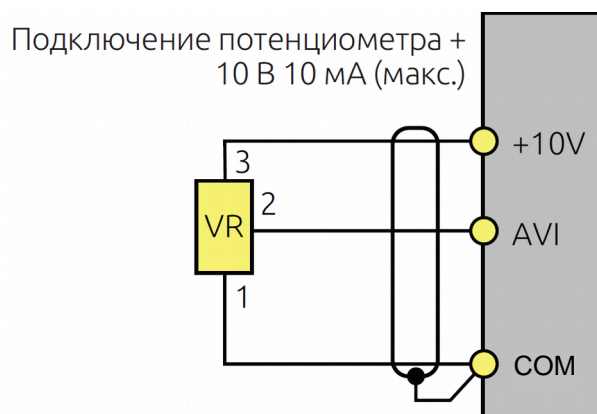 Подключение потенциометра +
10 В 10 мА (макс.)
+10V
3
2
VR
AVI
1
COM